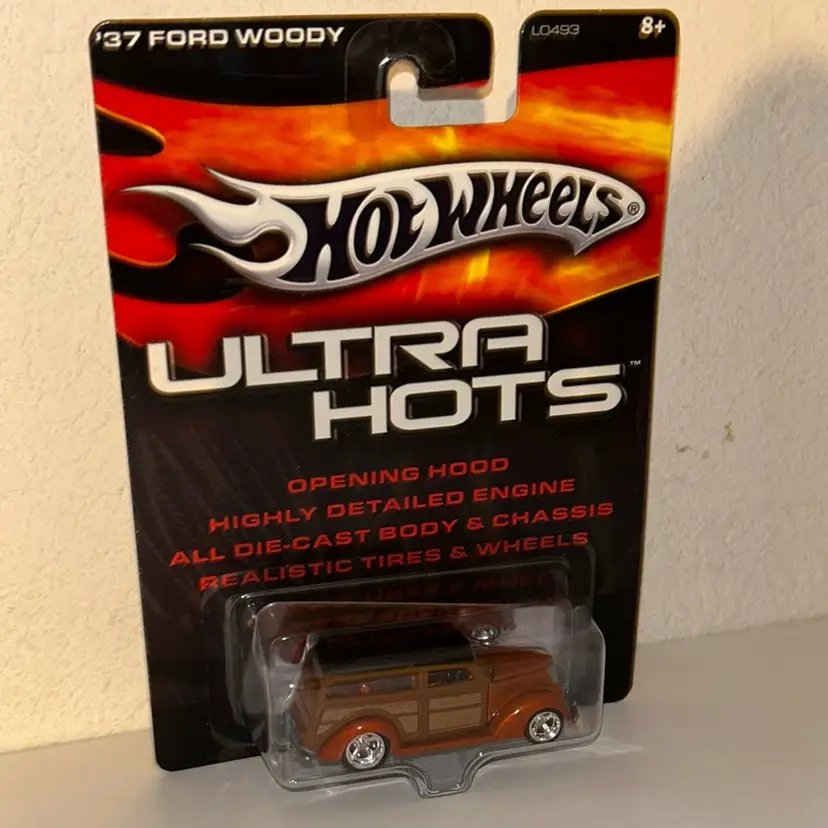 '37 FORD WOODY
L0493
8+
HOT WHEELS®
ULTRA
HOTS™
OPENING HOOD
HIGHLY DETAILED ENGINE
ALL DIE-CAST BODY & CHASSIS
REALISTIC TIRES & WHEELS